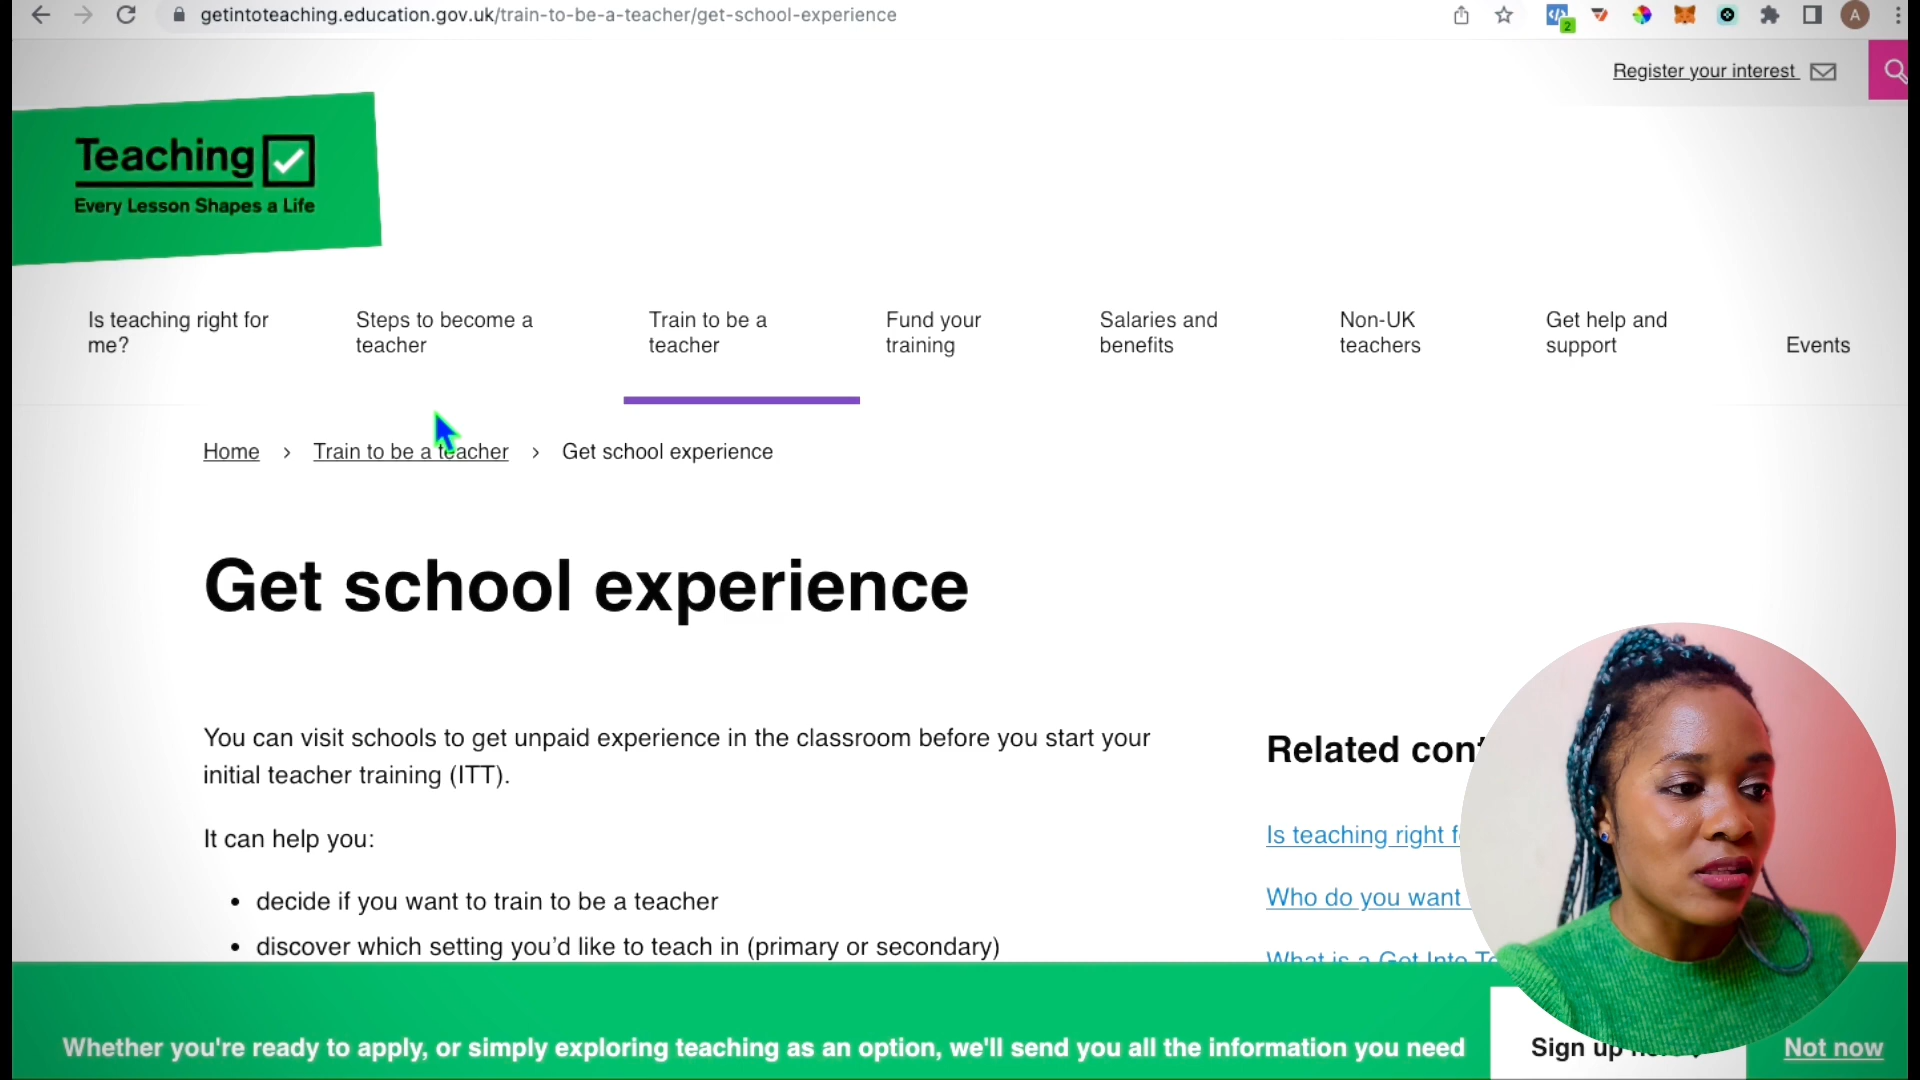 getintoteaching.education.gov.uk/train-to-be-a-teacher/get-school-experience
2
A
Register your interest
Teaching
Every Lesson Shapes a Life
Is teaching right for me?
Steps to become a teacher
Train to be a teacher
Fund your training
Salaries and benefits
Non-UK teachers
Get help and support
Events
Home > Train to be a teacher > Get school experience
Get school experience
You can visit schools to get unpaid experience in the classroom before you start your
initial teacher training (ITT).
It can help you:
• decide if you want to train to be a teacher
• discover which setting you'd like to teach in (primary or secondary)
Related
Is teaching right
Who do you want
What is a Get Into
Whether you're ready to apply, or simply exploring teaching as an option, we'll send you all the information you need
Sign up
Not now